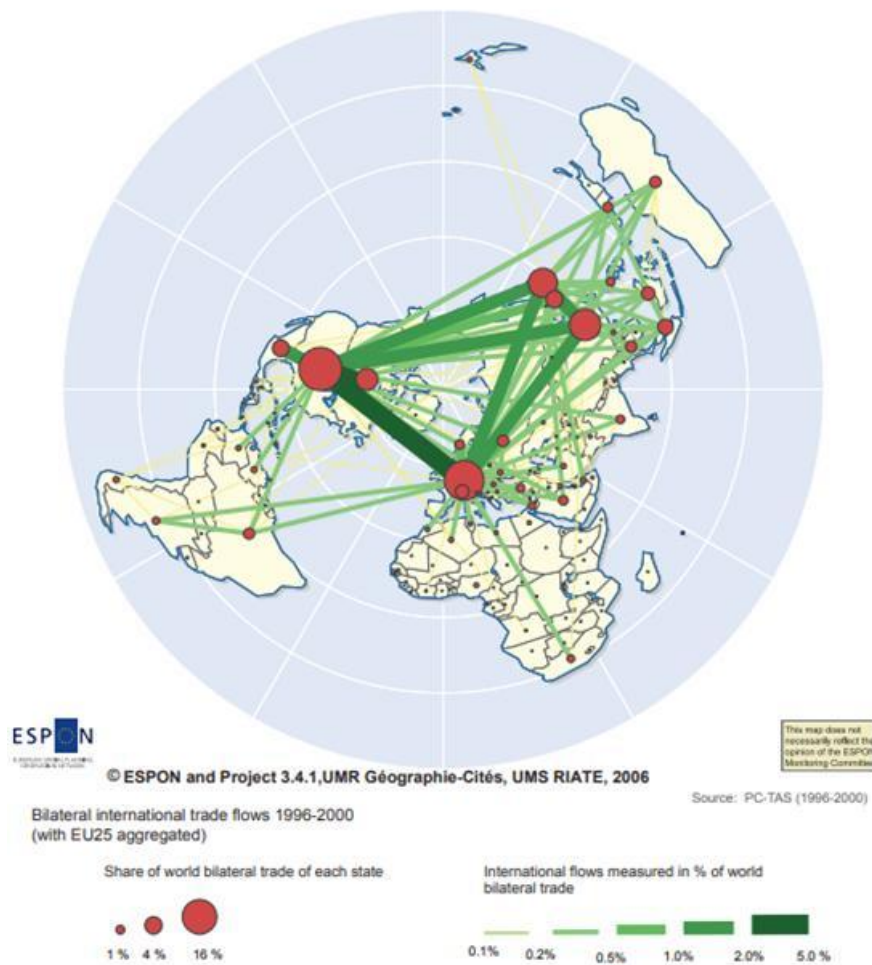 ESPON
This map does not
necessarily reflect the
opinion of the ESPON
Monitoring Committee
© ESPON and Project 3.4.1,UMR Géographie-Cités, UMS RIATE, 2006
Source: PC-TAS (1996-2000)
Bilateral international trade flows 1996-2000
(with EU25 aggregated)
Share of world bilateral trade of each state
1 % 4 % 16 %
International flows measured in % of world
bilateral trade
0.1% 0.2% 0.5% 1.0% 2.0% 5.0 %